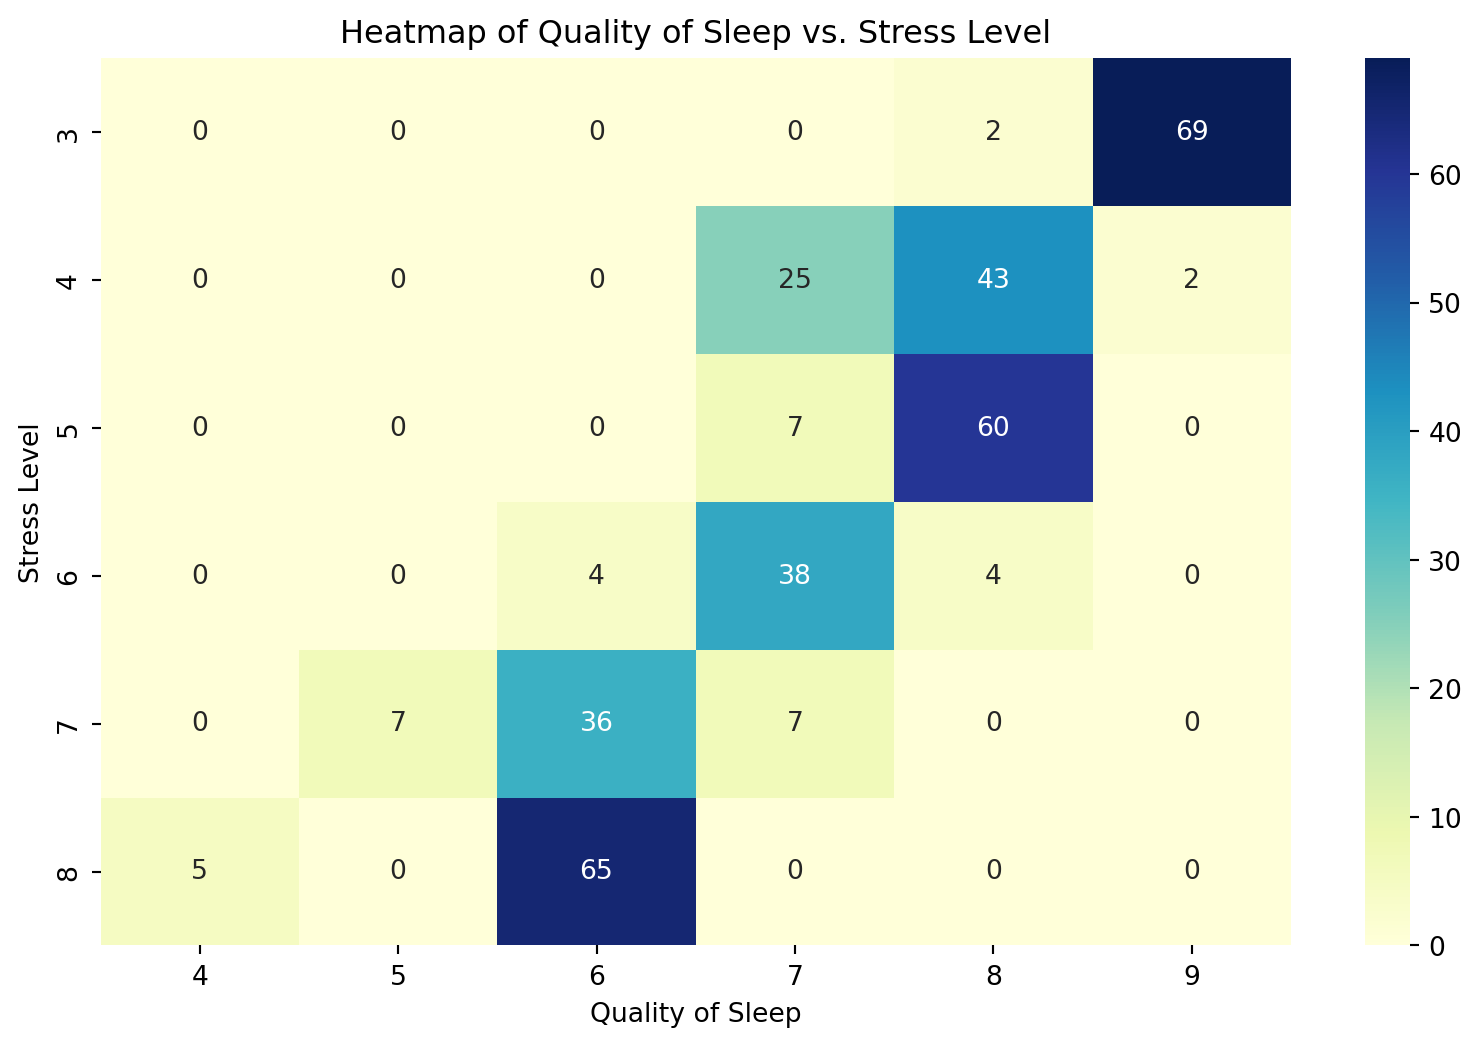 Heatmap of Quality of Sleep vs. Stress Level
3 0 0 0 0 2 69
4 0 0 0 25 43 2
5 0 0 0 7 60 0
6 0 0 4 38 4 0
7 0 7 36 7 0 0
8 5 0 65 0 0 0
4 5 6 7 8 9
Quality of Sleep
Stress Level
60
50
40
30
20
10
0